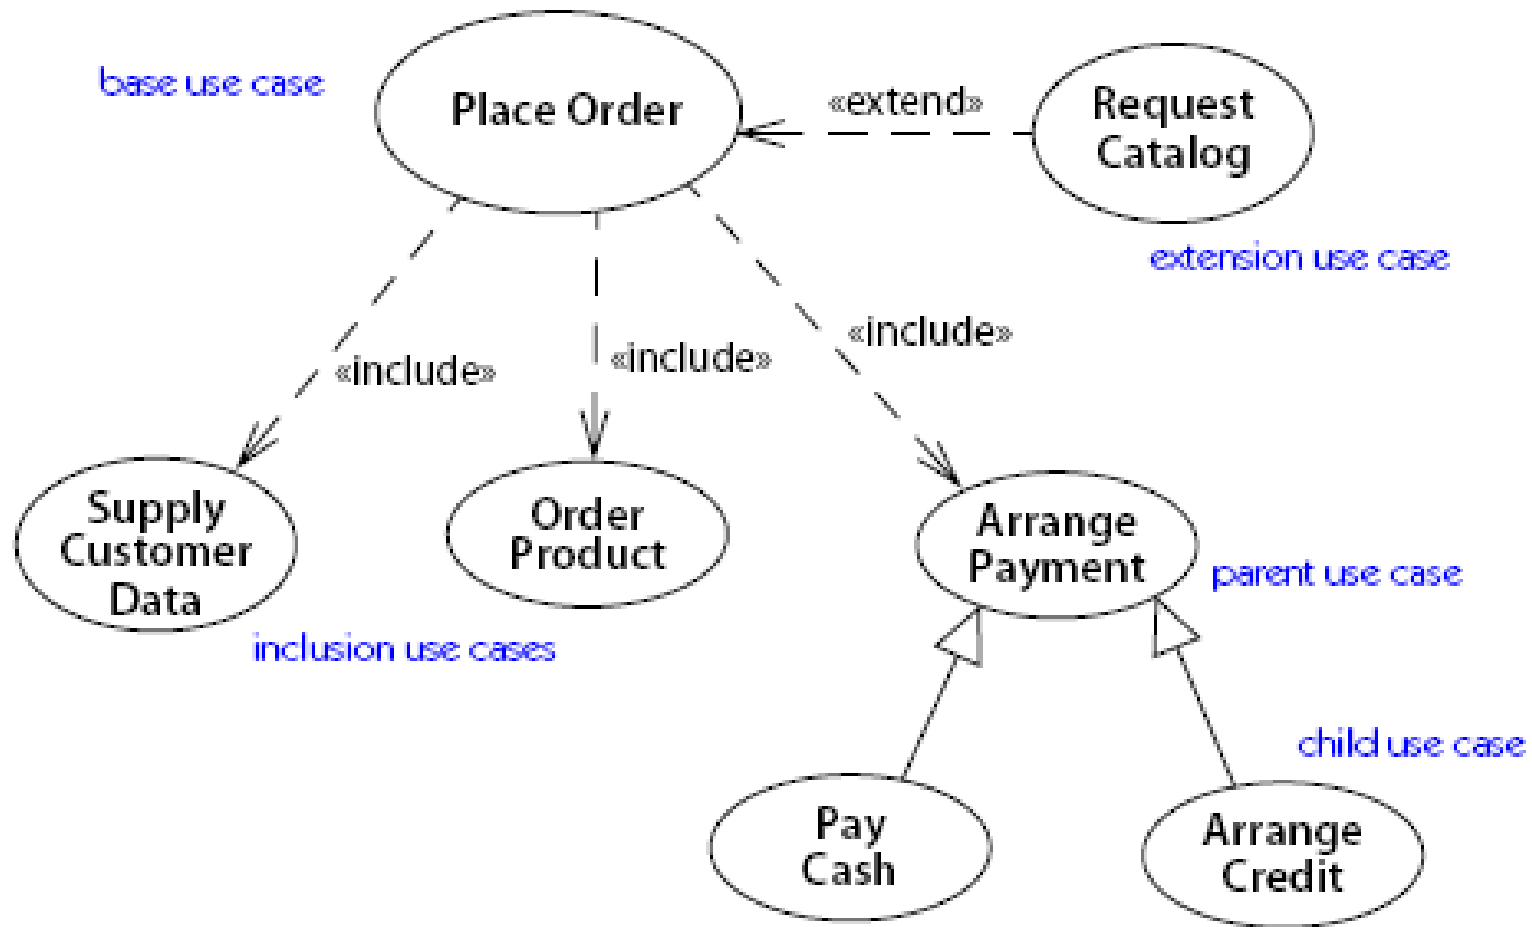 base use case
Place Order
«extend»
Request
Catalog
extension use case
«include»
«include»
«include»
Supply
Customer
Data
Order
Product
Arrange
Payment
parent use case
inclusion use cases
child use case
Pay
Cash
Arrange
Credit